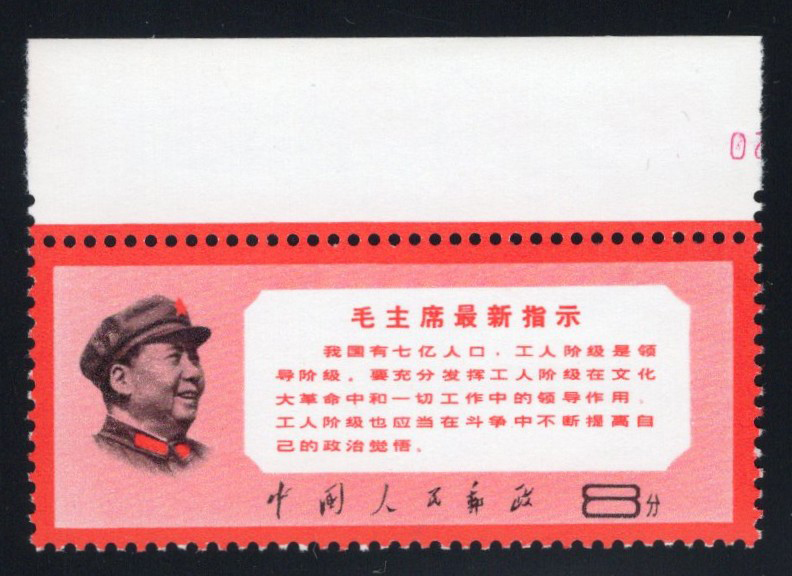 20
毛主席最新指示
我国有七亿人口，工人阶级是领
导阶级。要充分发挥工人阶级在文化
大革命中和一切工作中的领导作用。
工人阶级也应当在斗争中不断提高自
己的政治觉悟。
中国人民邮政 8分